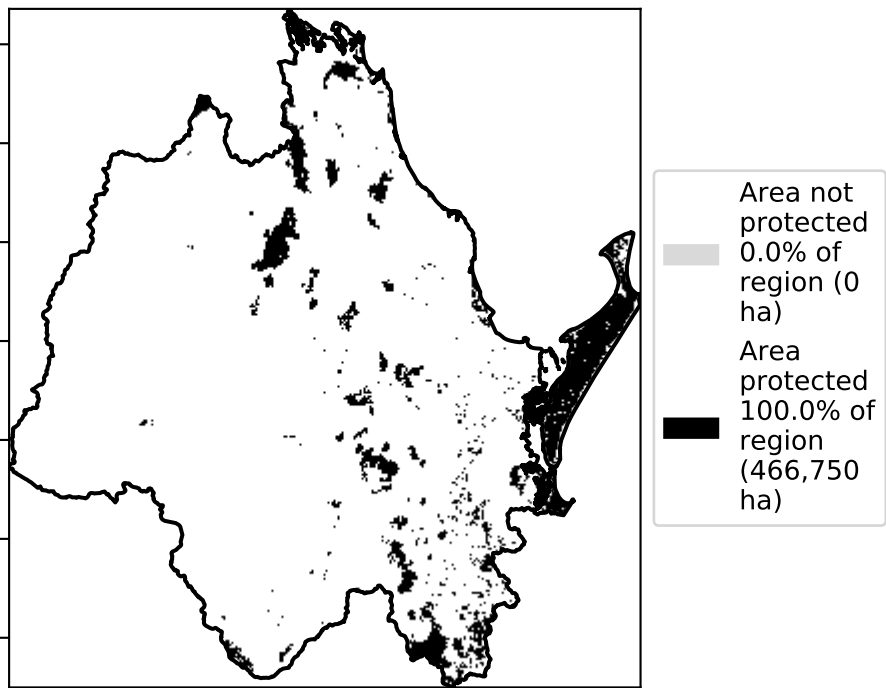 Area not
protected
0.0% of
region (0
ha)
Area
protected
100.0% of
region
(466,750
ha)